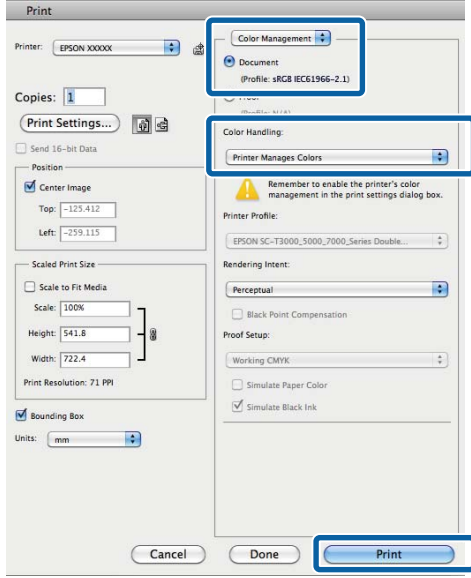 Print
Printer: EPSON XXXXX
Copies: 1
Print Settings...
Send 16-bit Data
Position
Center Image
Top: -125.412
Left: -259.115
Scaled Print Size
Scale to Fit Media
Scale: 100%
Height: 541.8
Width: 722.4
Print Resolution: 71 PPI
Bounding Box
Units: mm
Color Management
Document
(Profile: sRGB IEC61966-2.1)
Color Handling:
Printer Manages Colors
Remember to enable the printer's color
management in the print settings dialog box.
Printer Profile:
EPSON SC-T3000_5000_7000_Series Double...
Rendering Intent:
Perceptual
Black Point Compensation
Proof Setup:
Working CMYK
Simulate Paper Color
Simulate Black Ink
Cancel
Done
Print